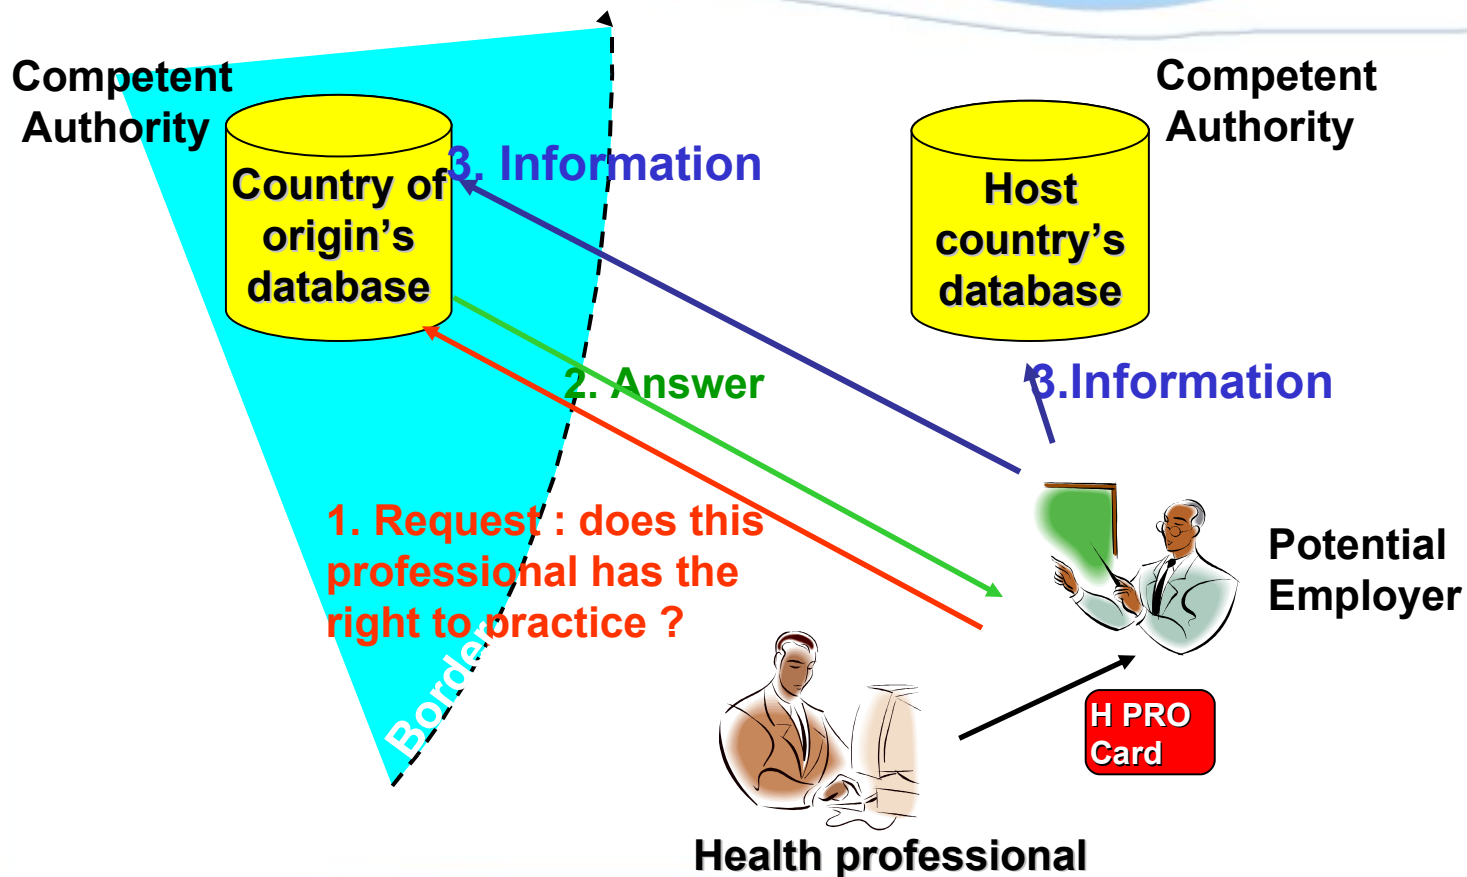 Competent
Authority
Country of
origin's
database
3. Information
Competent
Authority
Host
country's
database
2. Answer
3.Information
1. Request : does this
professional has the
right to practice ?
Border
Potential
Employer
H PRO
Card
Health professional